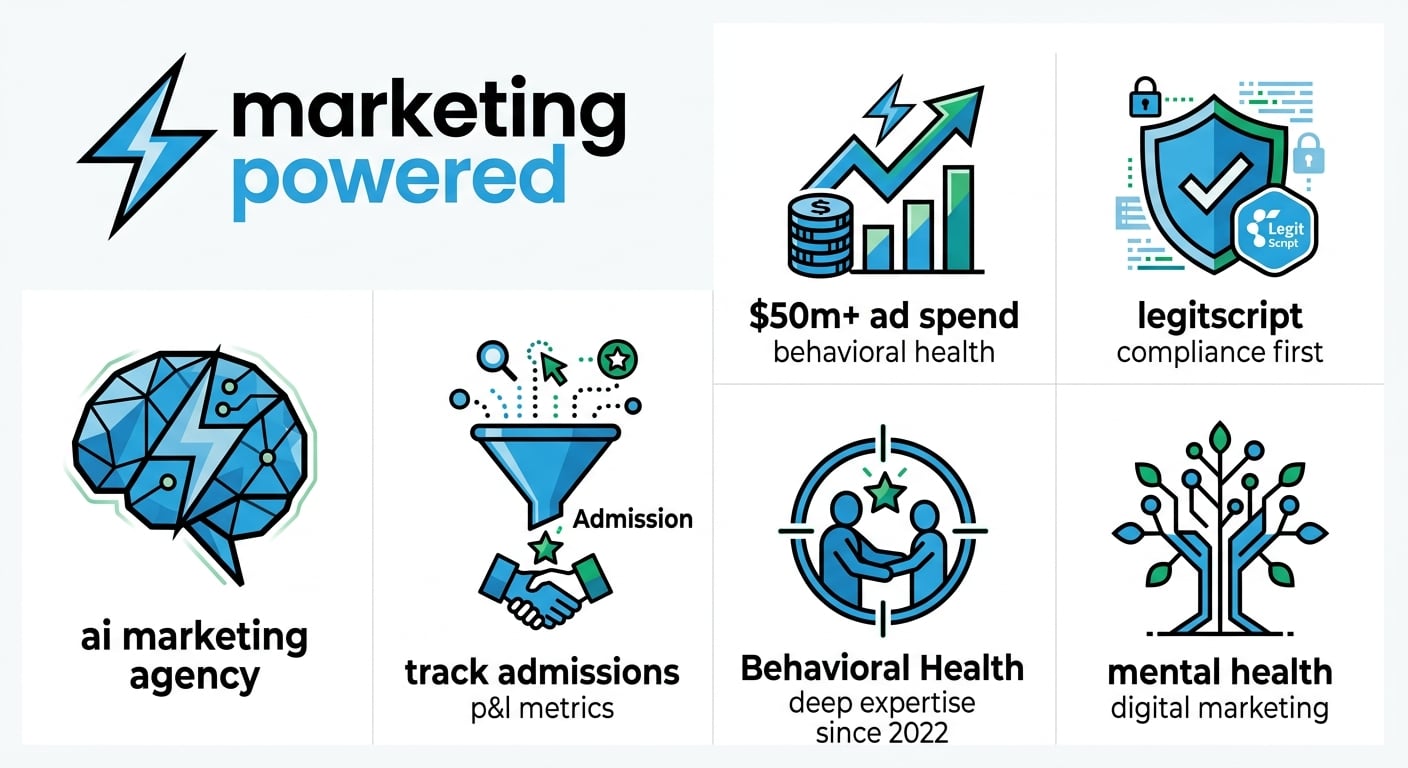 marketing
powered
$
$50m+ ad spend
behavioral health
Legit
Script
legitscript
compliance first
ai marketing
agency
Admission
track admissions
p&l metrics
Behavioral Health
deep expertise
since 2022
mental health
digital marketing